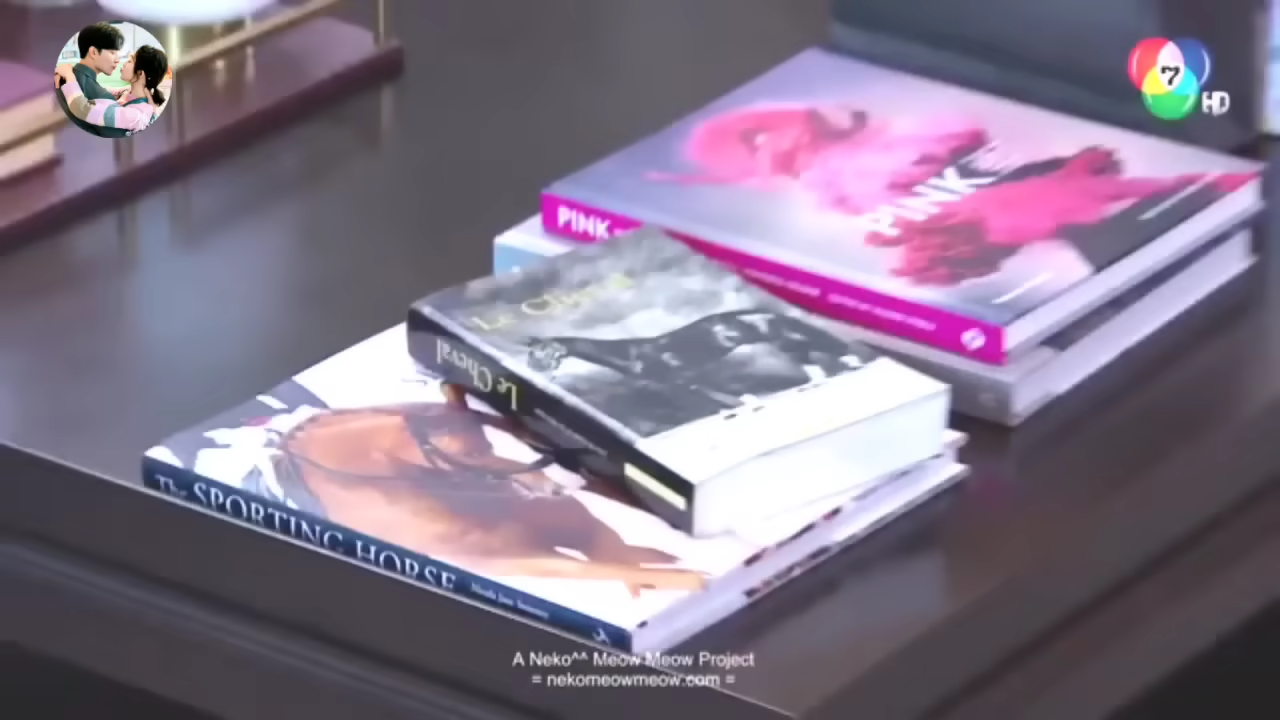 7
HD
PINK
PINK
Le Cheval
Le Cheval
The SPORTING HORSE
A Neko^^ Meow Meow Project
= nekomeowmeow.com =